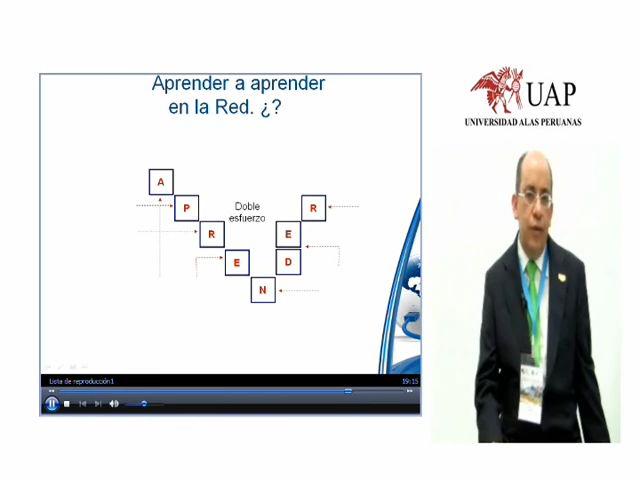 Aprender a aprender
en la Red. ¿?
UAP
UNIVERSIDAD ALAS PERUANAS
A
P
Doble
esfuerzo
R
R
E
E
D
N
Lista de reproducción1
19:15